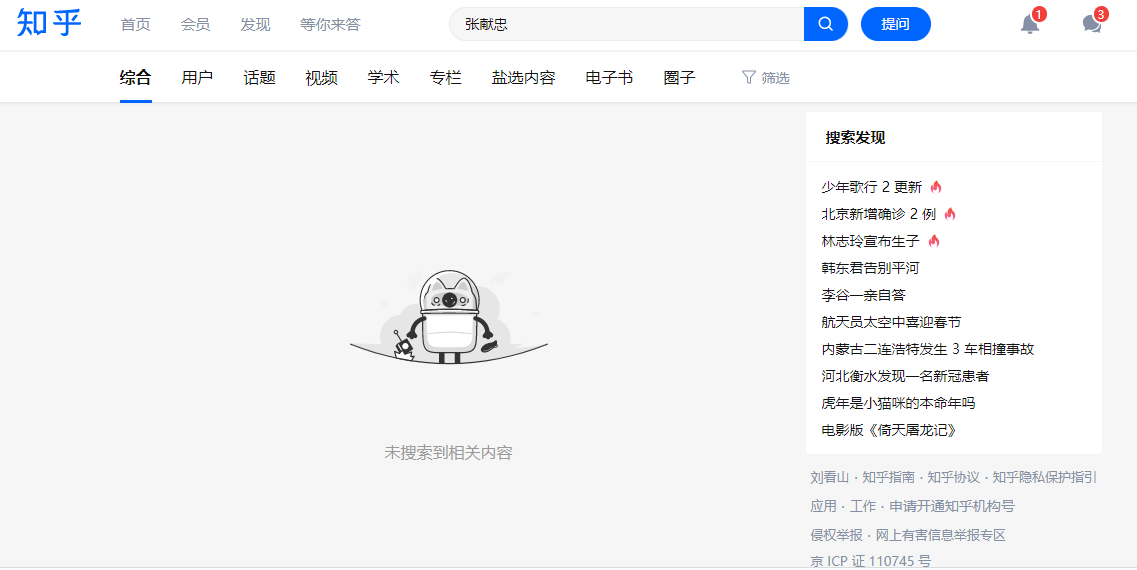 知乎 首页 会员 发现 等你来答 张献忠 提问 1 3
综合 用户 话题 视频 学术 专栏 盐选内容 电子书 圈子 筛选
搜索发现
少年歌行 2 更新
北京新增确诊 2 例
林志玲宣布生子
韩东君告别平河
李谷一亲自答
航天员太空中喜迎春节
内蒙古二连浩特发生 3 车相撞事故
河北衡水发现一名新冠患者
虎年是小猫咪的本命年吗
电影版《倚天屠龙记》
未搜索到相关内容
刘看山 · 知乎指南 · 知乎协议 · 知乎隐私保护指引
应用 · 工作 · 申请开通知乎机构号
侵权举报 · 网上有害信息举报专区
京 ICP 证 110745 号